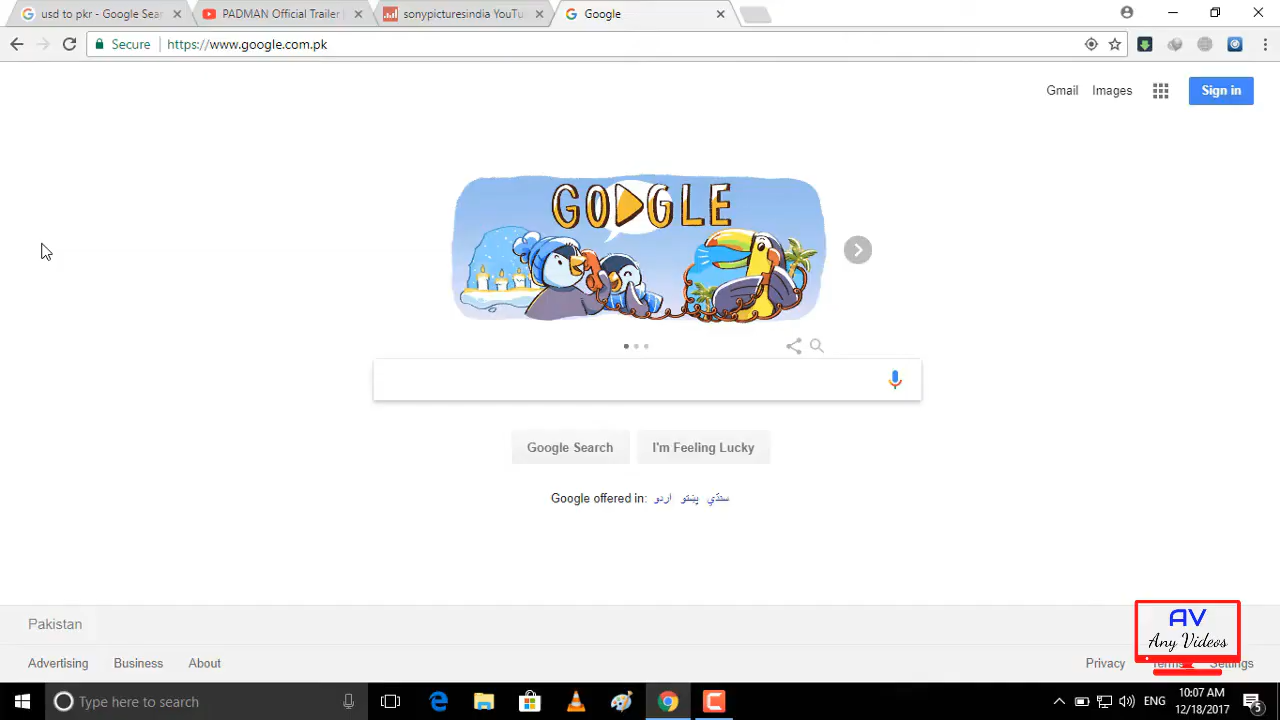 usd to pkr - Google Sear
PADMAN Official Trailer
sonypicturesindia YouTu
Google
Secure
https://www.google.com.pk
Gmail
Images
Sign in
GOOGLE
Google Search
I'm Feeling Lucky
Google offered in: اردو پښتو سنڌي
Pakistan
AV
Any Videos
Advertising
Business
About
Privacy
Terms
Settings
Type here to search
ENG
10:07 AM
12/18/2017
5